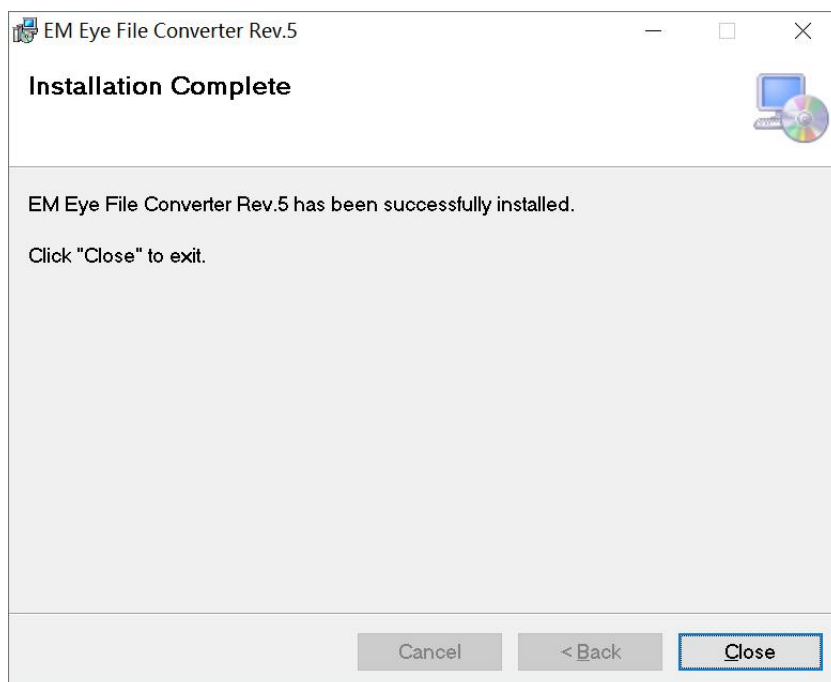 EM Eye File Converter Rev.5
Installation Complete
EM Eye File Converter Rev.5 has been successfully installed.
Click "Close" to exit.
Cancel
< Back
Close